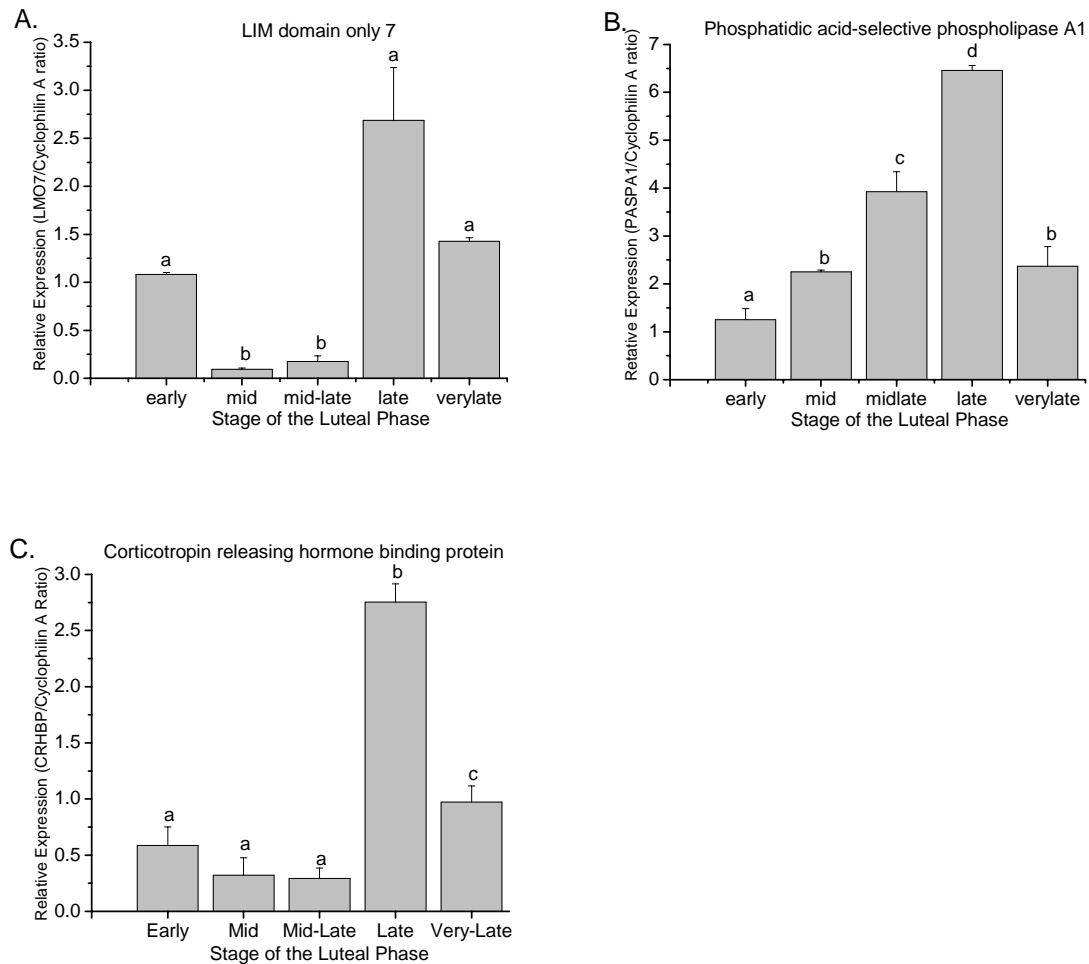 A.
LIM domain only 7
Relative Expression (LMO7/Cyclophilin A ratio)
3.5
3.0
2.5
2.0
1.5
1.0
0.5
0.0
a
b
b
a
a
early mid mid-late late verylate
Stage of the Luteal Phase
B.
Phosphatidic acid-selective phospholipase A1
Retative Expression (PASPA1/Cyclophilin A ratio)
7
6
5
4
3
2
1
0
a
b
c
d
b
early mid midlate late verylate
Stage of the Luteal Phase
C.
Corticotropin releasing hormone binding protein
Relative Expression (CRHBP/Cyclophilin A Ratio)
3.0
2.5
2.0
1.5
1.0
0.5
0.0
a
a
a
b
c
Early Mid Mid-Late Late Very-Late
Stage of the Luteal Phase